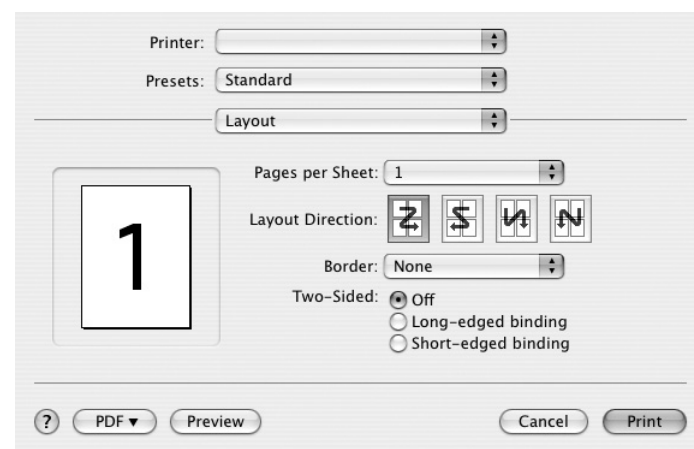 Printer:
Presets: Standard
Layout
Pages per Sheet: 1
Layout Direction:
Border: None
Two-Sided: Off
Long-edged binding
Short-edged binding
1
? PDF▼ Preview Cancel Print